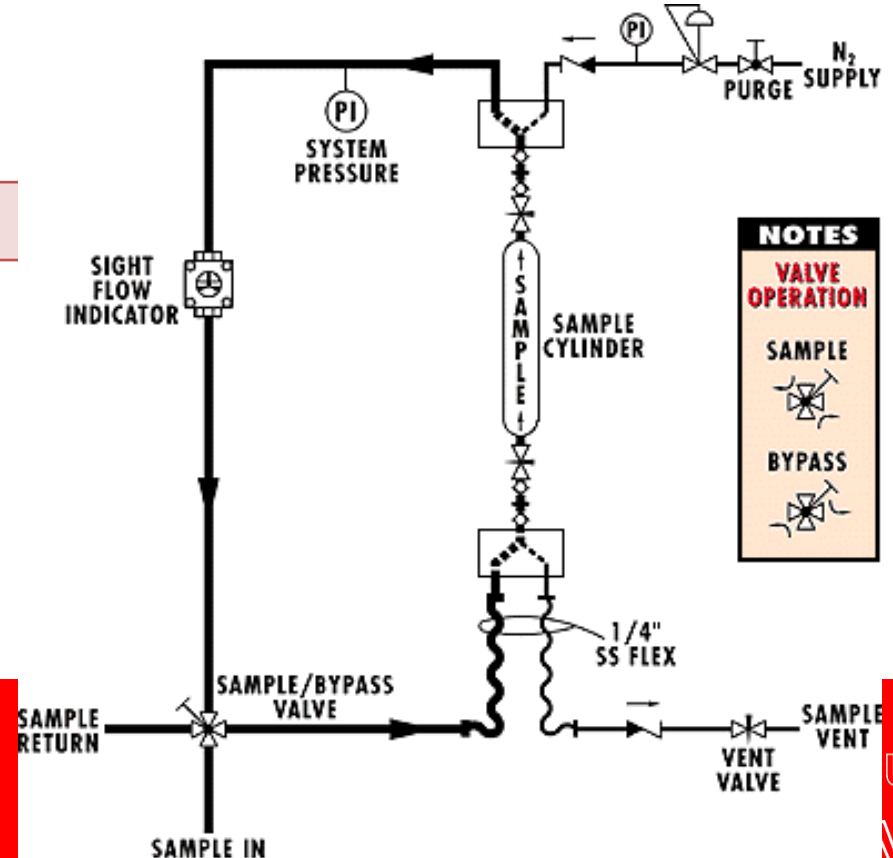 PI
N₂
SUPPLY
PURGE
PI
SYSTEM
PRESSURE
NOTES
VALVE
OPERATION
SAMPLE
BYPASS
SIGHT
FLOW
INDICATOR
SAMPLE
SAMPLE
CYLINDER
1/4"
SS FLEX
SAMPLE/BYPASS
VALVE
SAMPLE
RETURN
SAMPLE
VENT
VENT
VALVE
SAMPLE IN